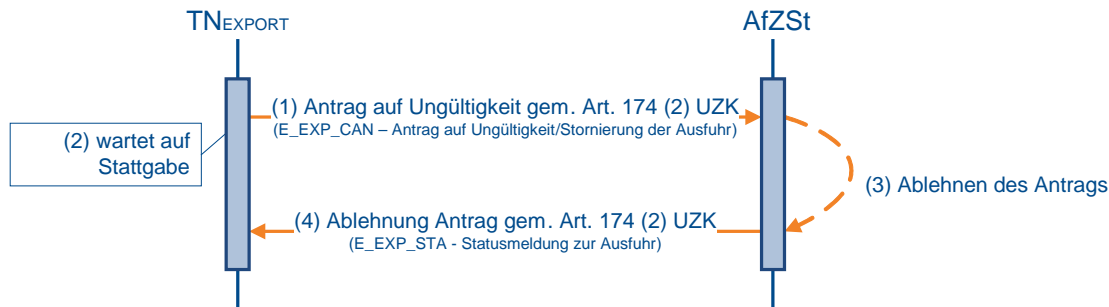 TNEXPORT
AfZSt
(1) Antrag auf Ungültigkeit gem. Art. 174 (2) UZK
(E_EXP_CAN – Antrag auf Ungültigkeit/Stornierung der Ausfuhr)
(2) wartet auf
Stattgabe
(3) Ablehnen des Antrags
(4) Ablehnung Antrag gem. Art. 174 (2) UZK
(E_EXP_STA - Statusmeldung zur Ausfuhr)